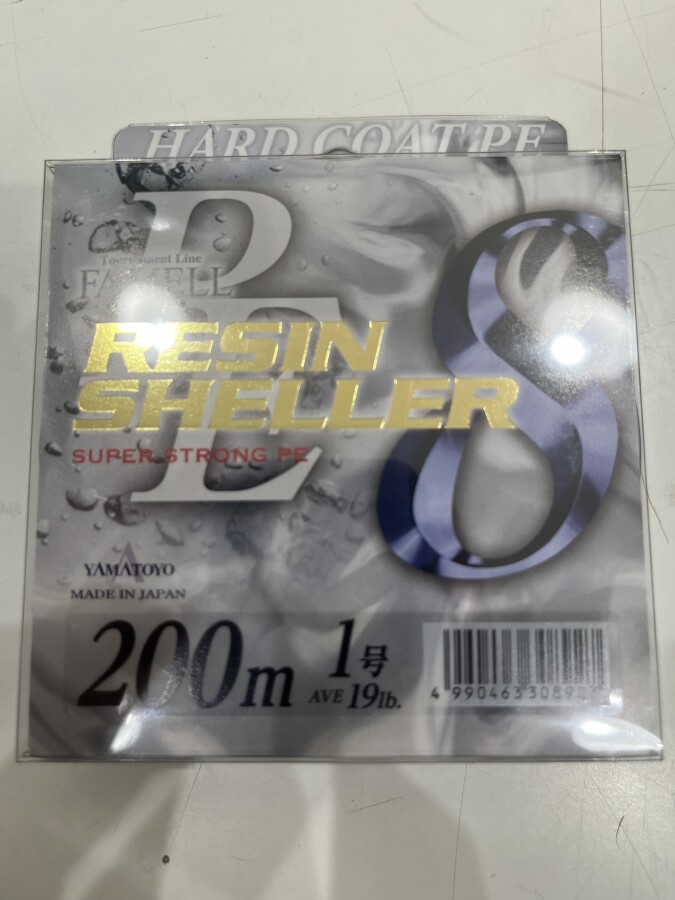 HARD COAT PE
PE
8
Tournament Line
FAMELL
RESIN
SHELLER
SUPER STRONG PE
YAMATOYO
MADE IN JAPAN
200m
1号
AVE 19lb.